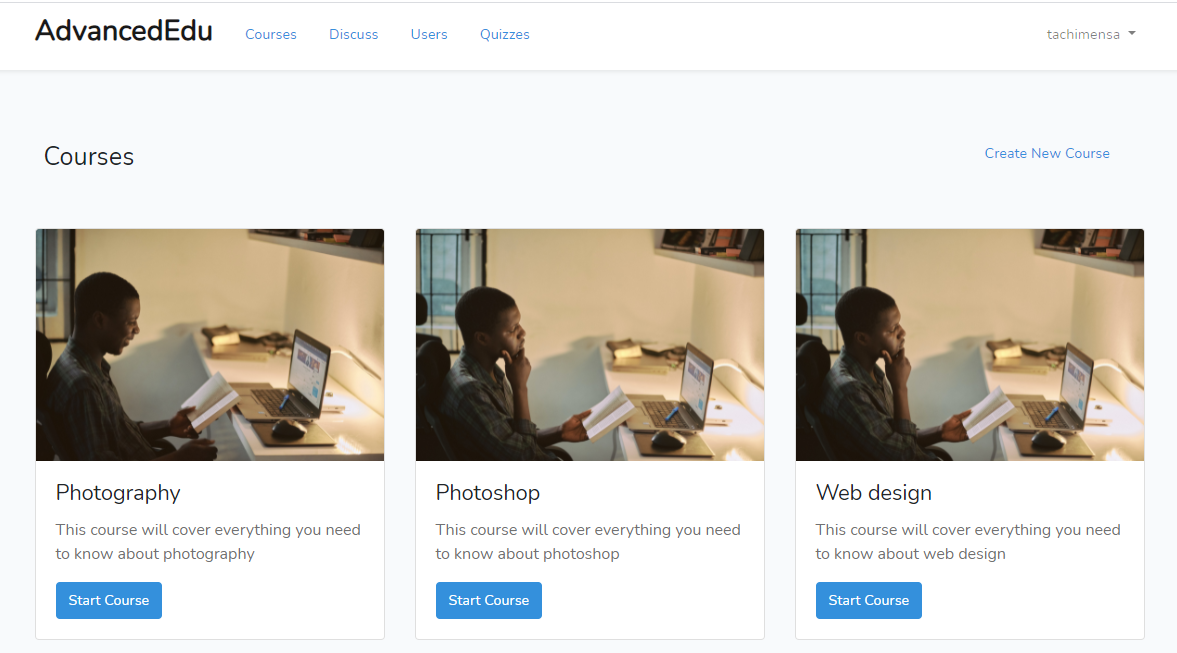 AdvancedEdu Courses Discuss Users Quizzes tachimensa
Courses Create New Course
Photography
This course will cover everything you need
to know about photography
Start Course
Photoshop
This course will cover everything you need
to know about photoshop
Start Course
Web design
This course will cover everything you need
to know about web design
Start Course